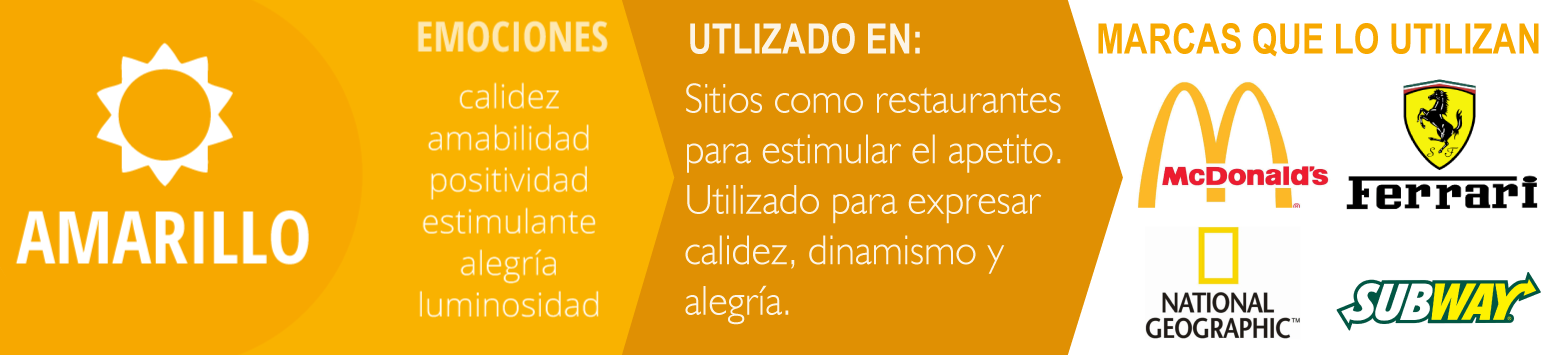 AMARILLO
EMOCIONES
calidez
amabilidad
positividad
estimulante
alegría
luminosidad
UTLIZADO EN:
Sitios como restaurantes
para estimular el apetito.
Utilizado para expresar
calidez, dinamismo y
alegría.
MARCAS QUE LO UTILIZAN
McDonald's
®
S F
Ferrari
NATIONAL
GEOGRAPHIC™
SUBWAY®